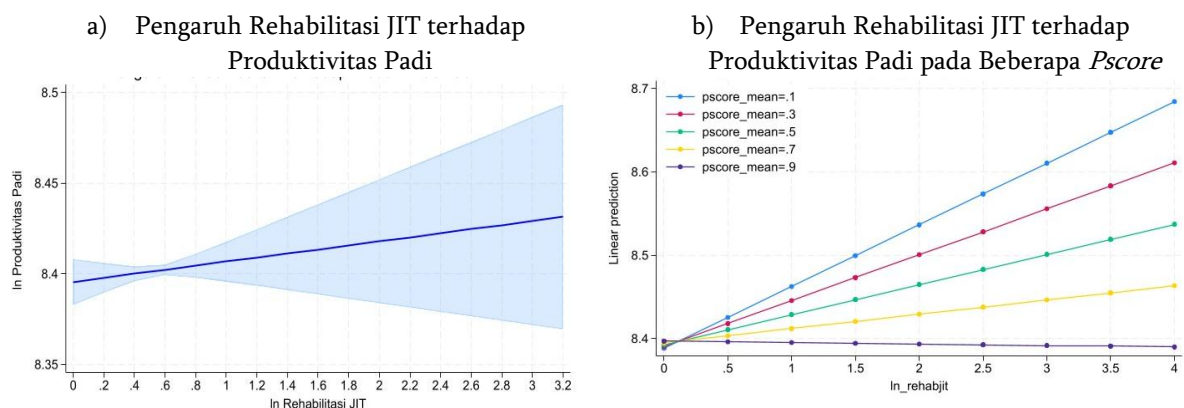 a) Pengaruh Rehabilitasi JIT terhadap
Produktivitas Padi
8.5
8.45
8.4
8.35
ln Produktivitas Padi
0 .2 .4 .6 .8 1 1.2 1.4 1.6 1.8 2 2.2 2.4 2.6 2.8 3 3.2
ln Rehabilitasi JIT
b) Pengaruh Rehabilitasi JIT terhadap
Produktivitas Padi pada Beberapa Pscore
8.7
8.6
8.5
8.4
Linear prediction
pscore_mean=.1
pscore_mean=.3
pscore_mean=.5
pscore_mean=.7
pscore_mean=.9
0 .5 1 1.5 2 2.5 3 3.5 4
ln_rehabjit